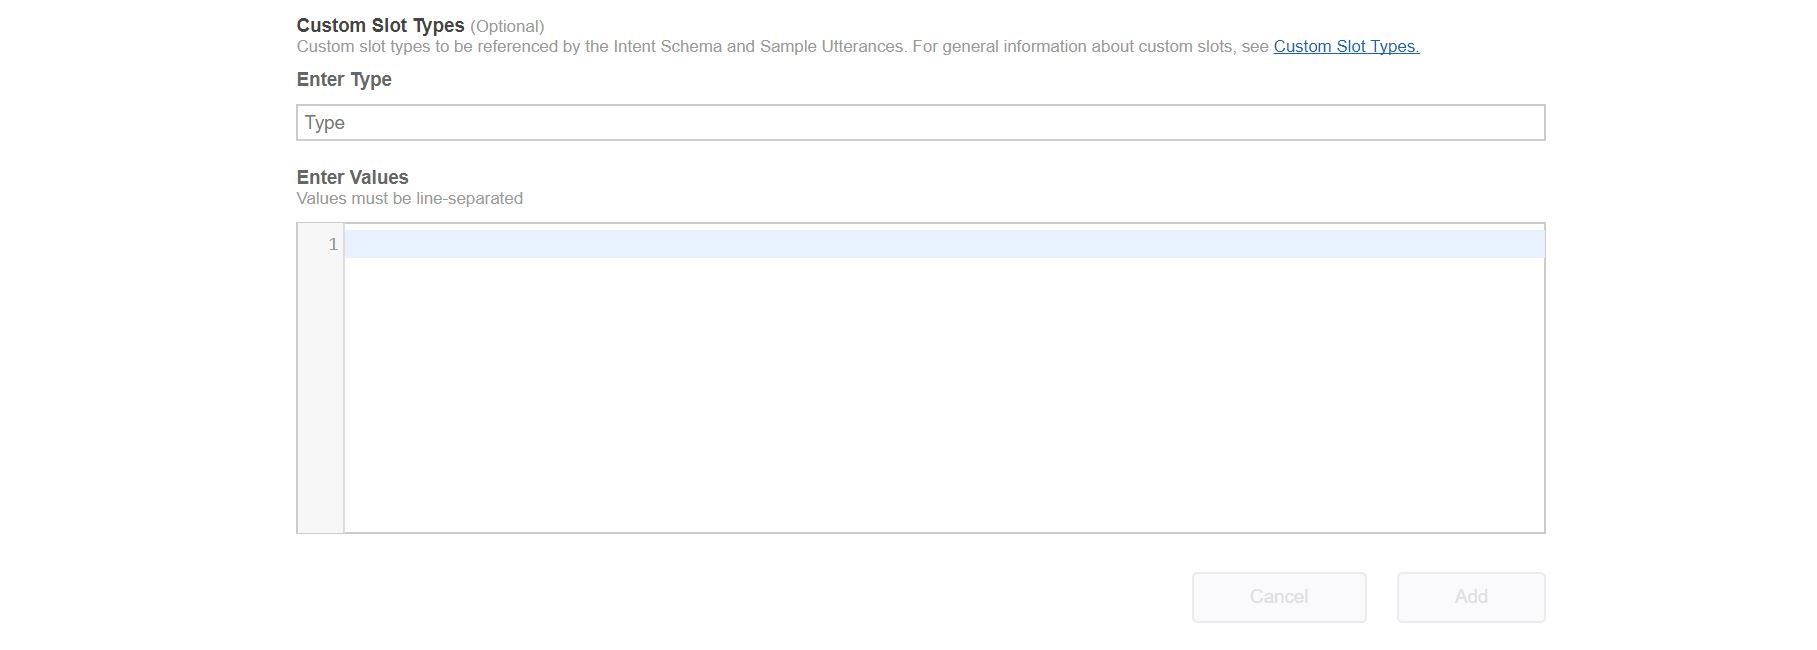 Custom Slot Types (Optional)
Custom slot types to be referenced by the Intent Schema and Sample Utterances. For general information about custom slots, see Custom Slot Types.
Enter Type
Type
Enter Values
Values must be line-separated
1
Cancel Add